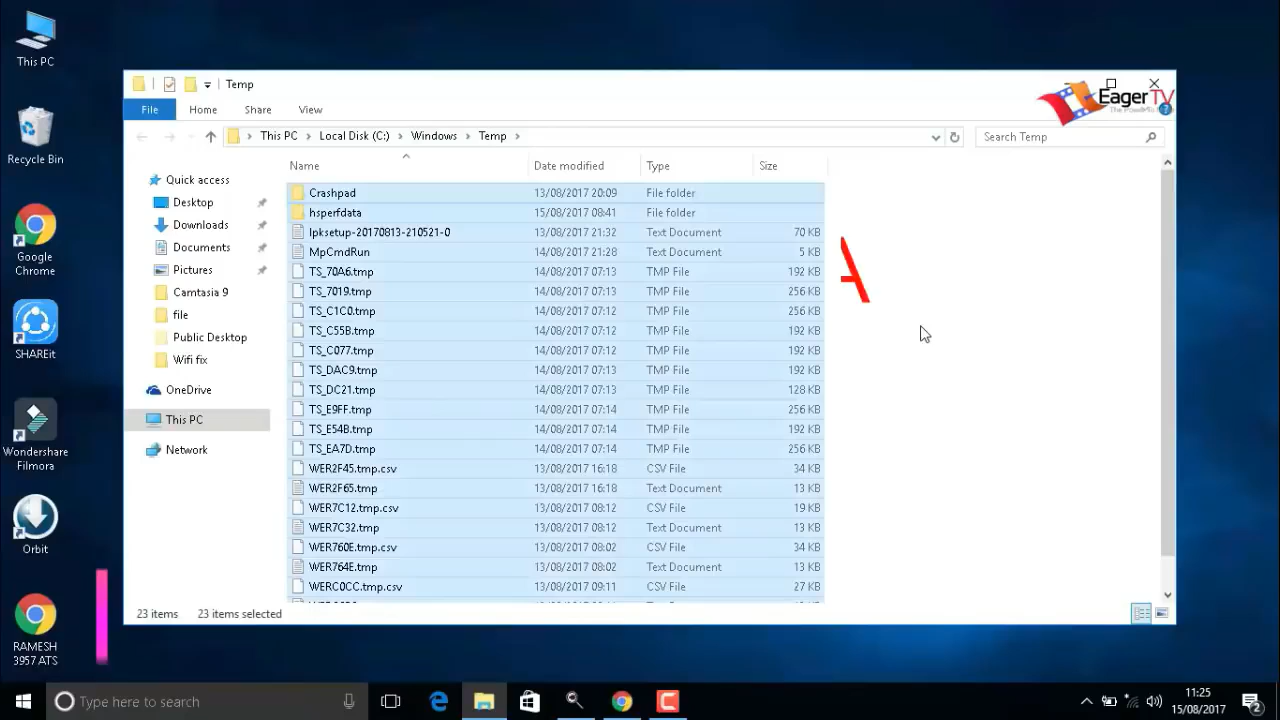 This PC
Recycle Bin
Google
Chrome
SHAREit
Wondershare
Filmora
Orbit
RAMESH
3957 ATS
Temp
EagerTV
File Home Share View
This PC Local Disk (C:) Windows Temp
Search Temp
Quick access
Desktop
Downloads
Documents
Pictures
Camtasia 9
file
Public Desktop
Wifi fix
OneDrive
This PC
Network
Name Date modified Type Size
Crashpad 13/08/2017 20:09 File folder
hsperfdata 15/08/2017 08:41 File folder
lpksetup-20170813-210521-0 13/08/2017 21:32 Text Document 70 KB
MpCmdRun 14/08/2017 21:28 Text Document 5 KB
TS_70A6.tmp 14/08/2017 07:13 TMP File 192 KB
TS_7019.tmp 14/08/2017 07:13 TMP File 256 KB
TS_C1C0.tmp 14/08/2017 07:12 TMP File 256 KB
TS_C55B.tmp 14/08/2017 07:12 TMP File 192 KB
TS_C077.tmp 14/08/2017 07:12 TMP File 192 KB
TS_DAC9.tmp 14/08/2017 07:13 TMP File 192 KB
TS_DC21.tmp 14/08/2017 07:13 TMP File 128 KB
TS_E9FF.tmp 14/08/2017 07:14 TMP File 256 KB
TS_E54B.tmp 14/08/2017 07:14 TMP File 192 KB
TS_EA7D.tmp 14/08/2017 07:14 TMP File 256 KB
WER2F45.tmp.csv 13/08/2017 16:18 CSV File 34 KB
WER2F65.tmp 13/08/2017 16:18 Text Document 13 KB
WER7C12.tmp.csv 13/08/2017 08:12 CSV File 19 KB
WER7C32.tmp 13/08/2017 08:12 Text Document 13 KB
WER760E.tmp.csv 13/08/2017 08:02 CSV File 34 KB
WER764E.tmp 13/08/2017 08:02 Text Document 13 KB
WERC0CC.tmp.csv 13/08/2017 09:11 CSV File 27 KB
A
23 items 23 items selected
Type here to search
11:25
15/08/2017
2